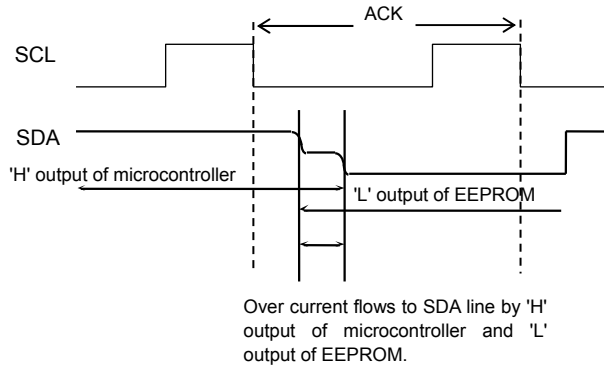 ACK
SCL
SDA
'H' output of microcontroller
'L' output of EEPROM
Over current flows to SDA line by 'H'
output of microcontroller and 'L'
output of EEPROM.